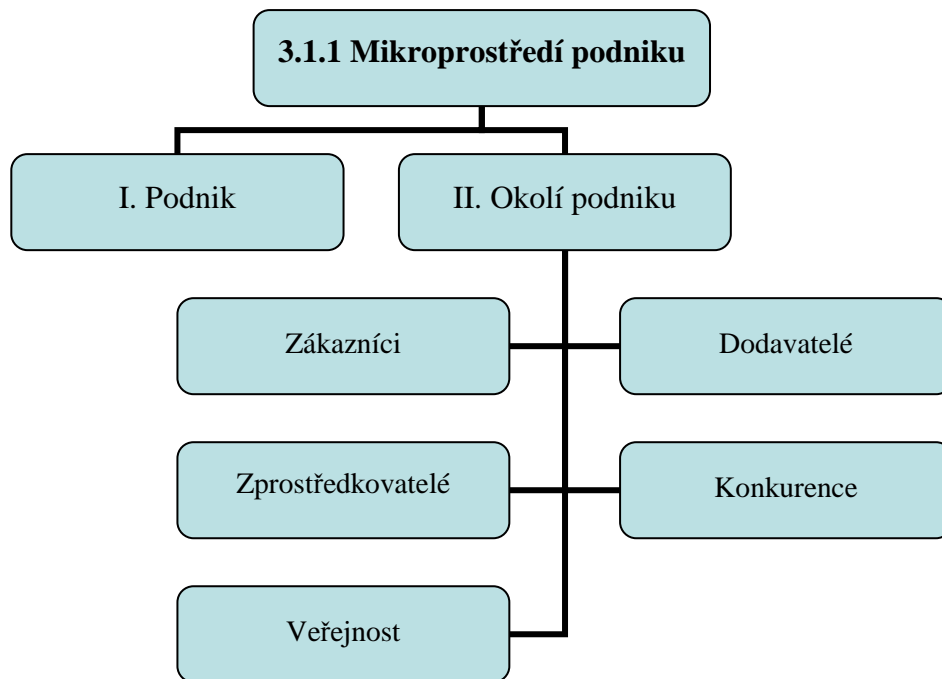 3.1.1 Mikroprostředí podniku
I. Podnik
II. Okolí podniku
Zákazníci
Dodavatelé
Zprostředkovatelé
Konkurence
Veřejnost